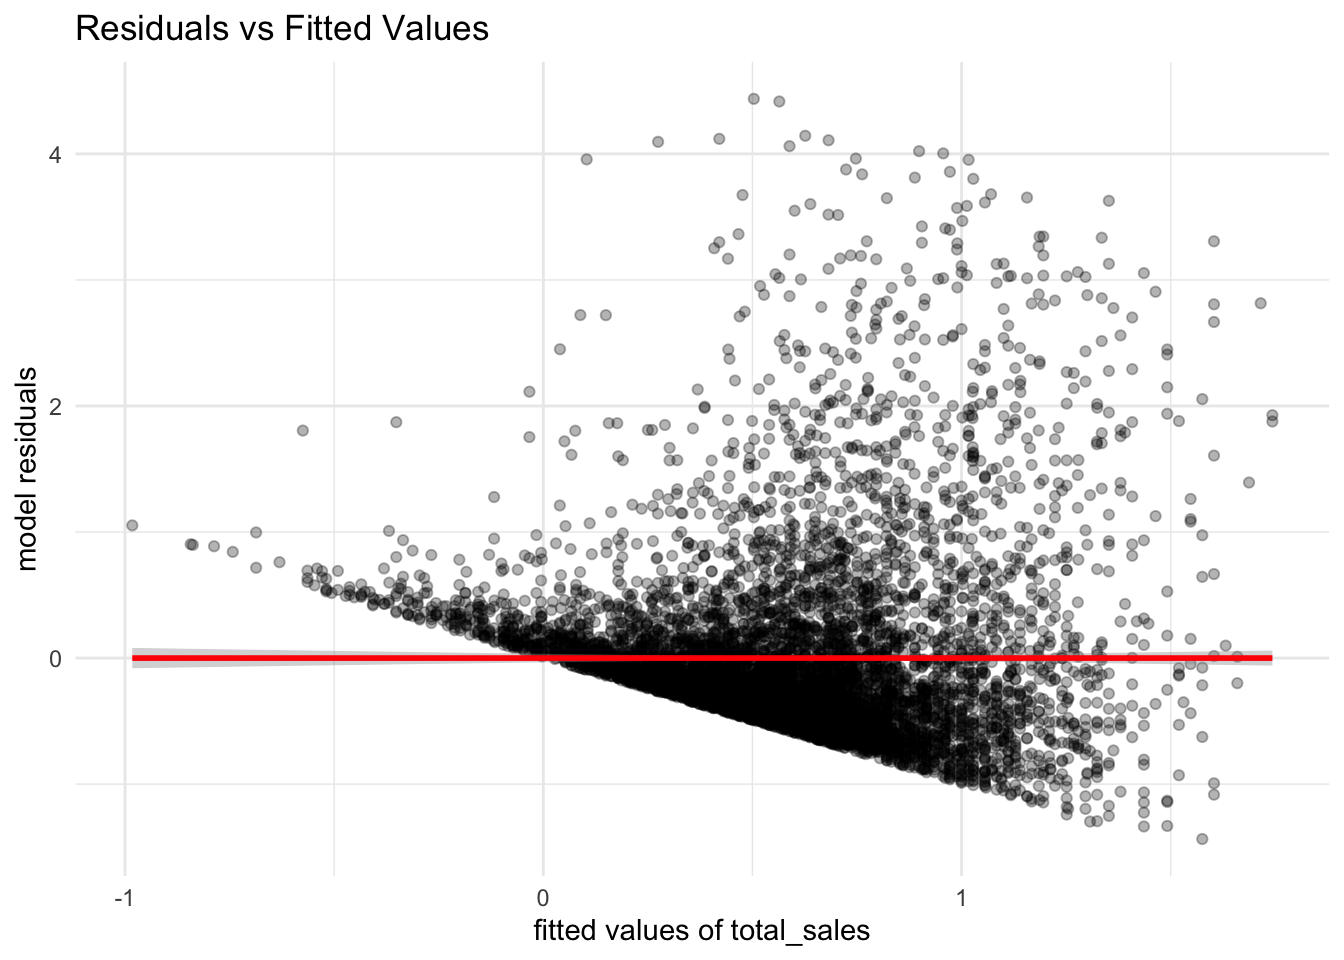 Residuals vs Fitted Values
4
2
0
model residuals
-1
0
1
fitted values of total_sales